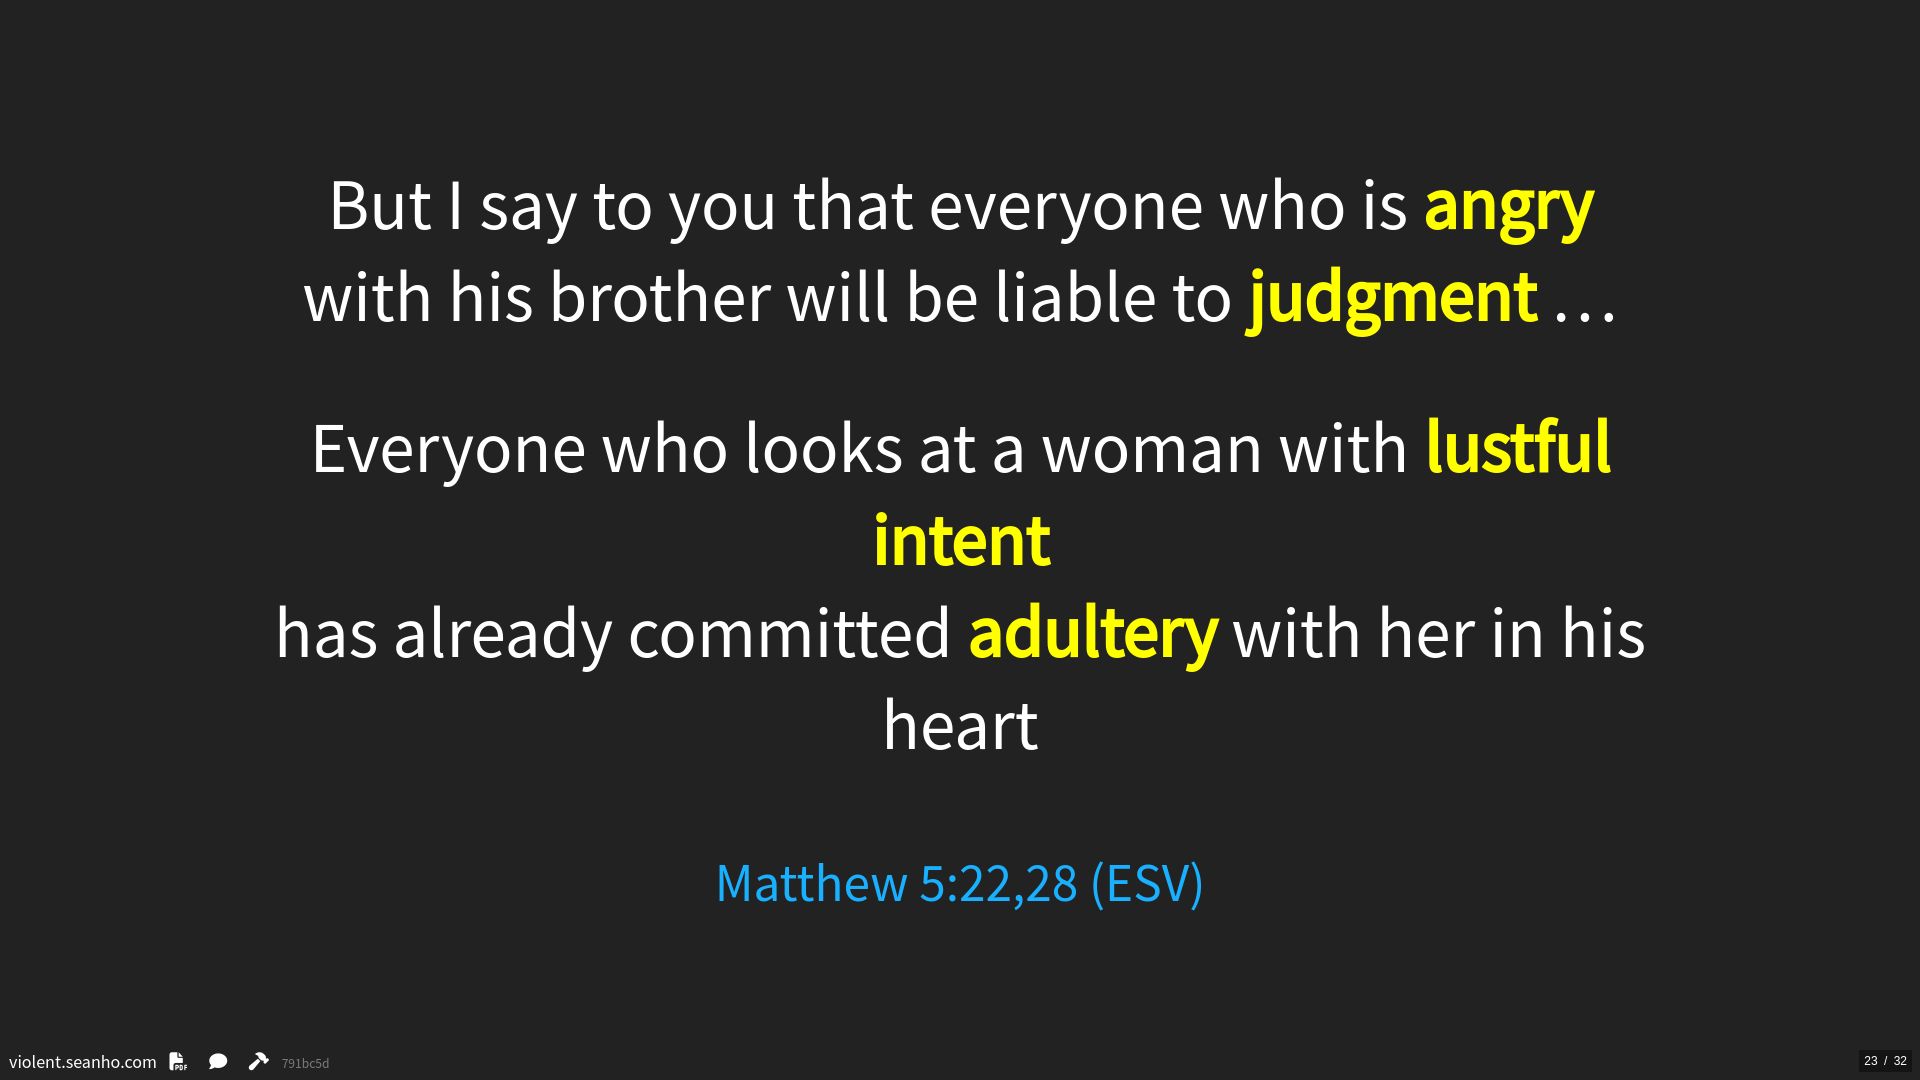 But I say to you that everyone who is angry
with his brother will be liable to judgment …
Everyone who looks at a woman with lustful
intent
has already committed adultery with her in his
heart
Matthew 5:22,28 (ESV)
violent.seanho.com PDF 791bc5d
23 / 32